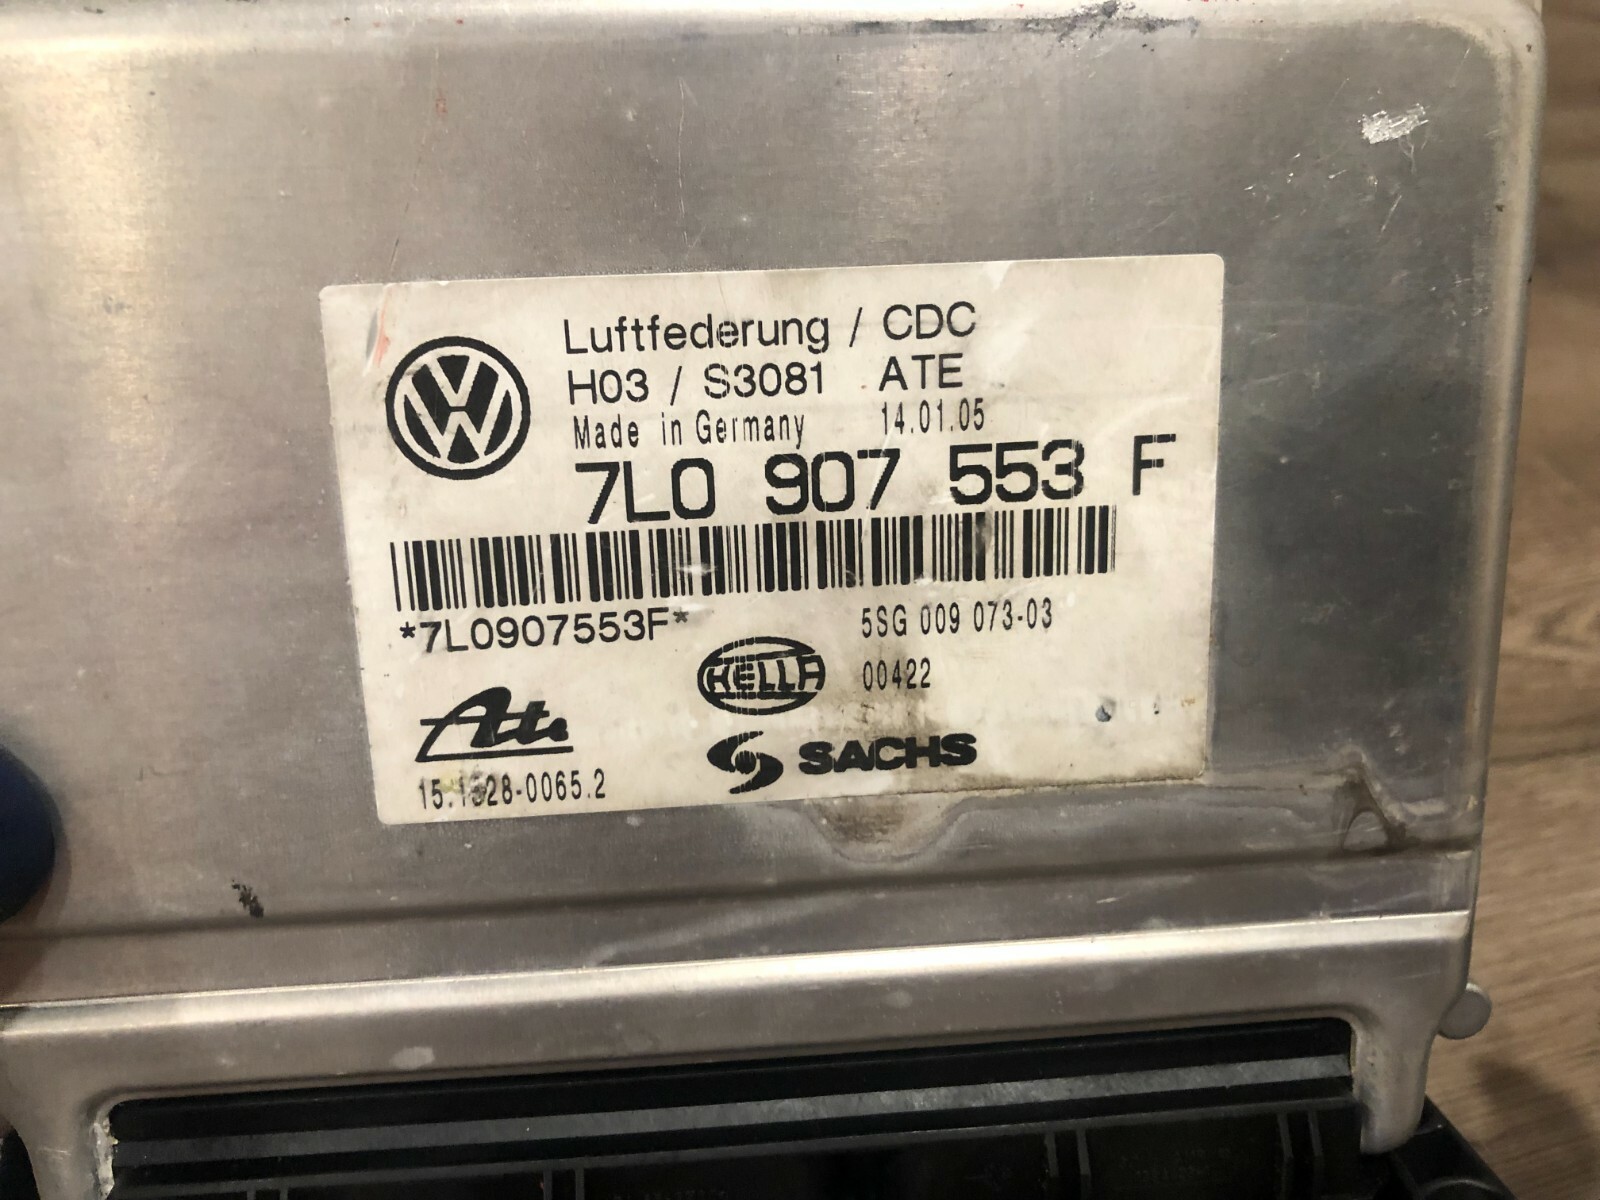 Luftfederung / CDC
H03 / S3081 ATE
Made in Germany 14.01.05
7L0 907 553 F
*7L0907553F*
5SG 009 073-03
HELLA
00422
Ate
SACHS